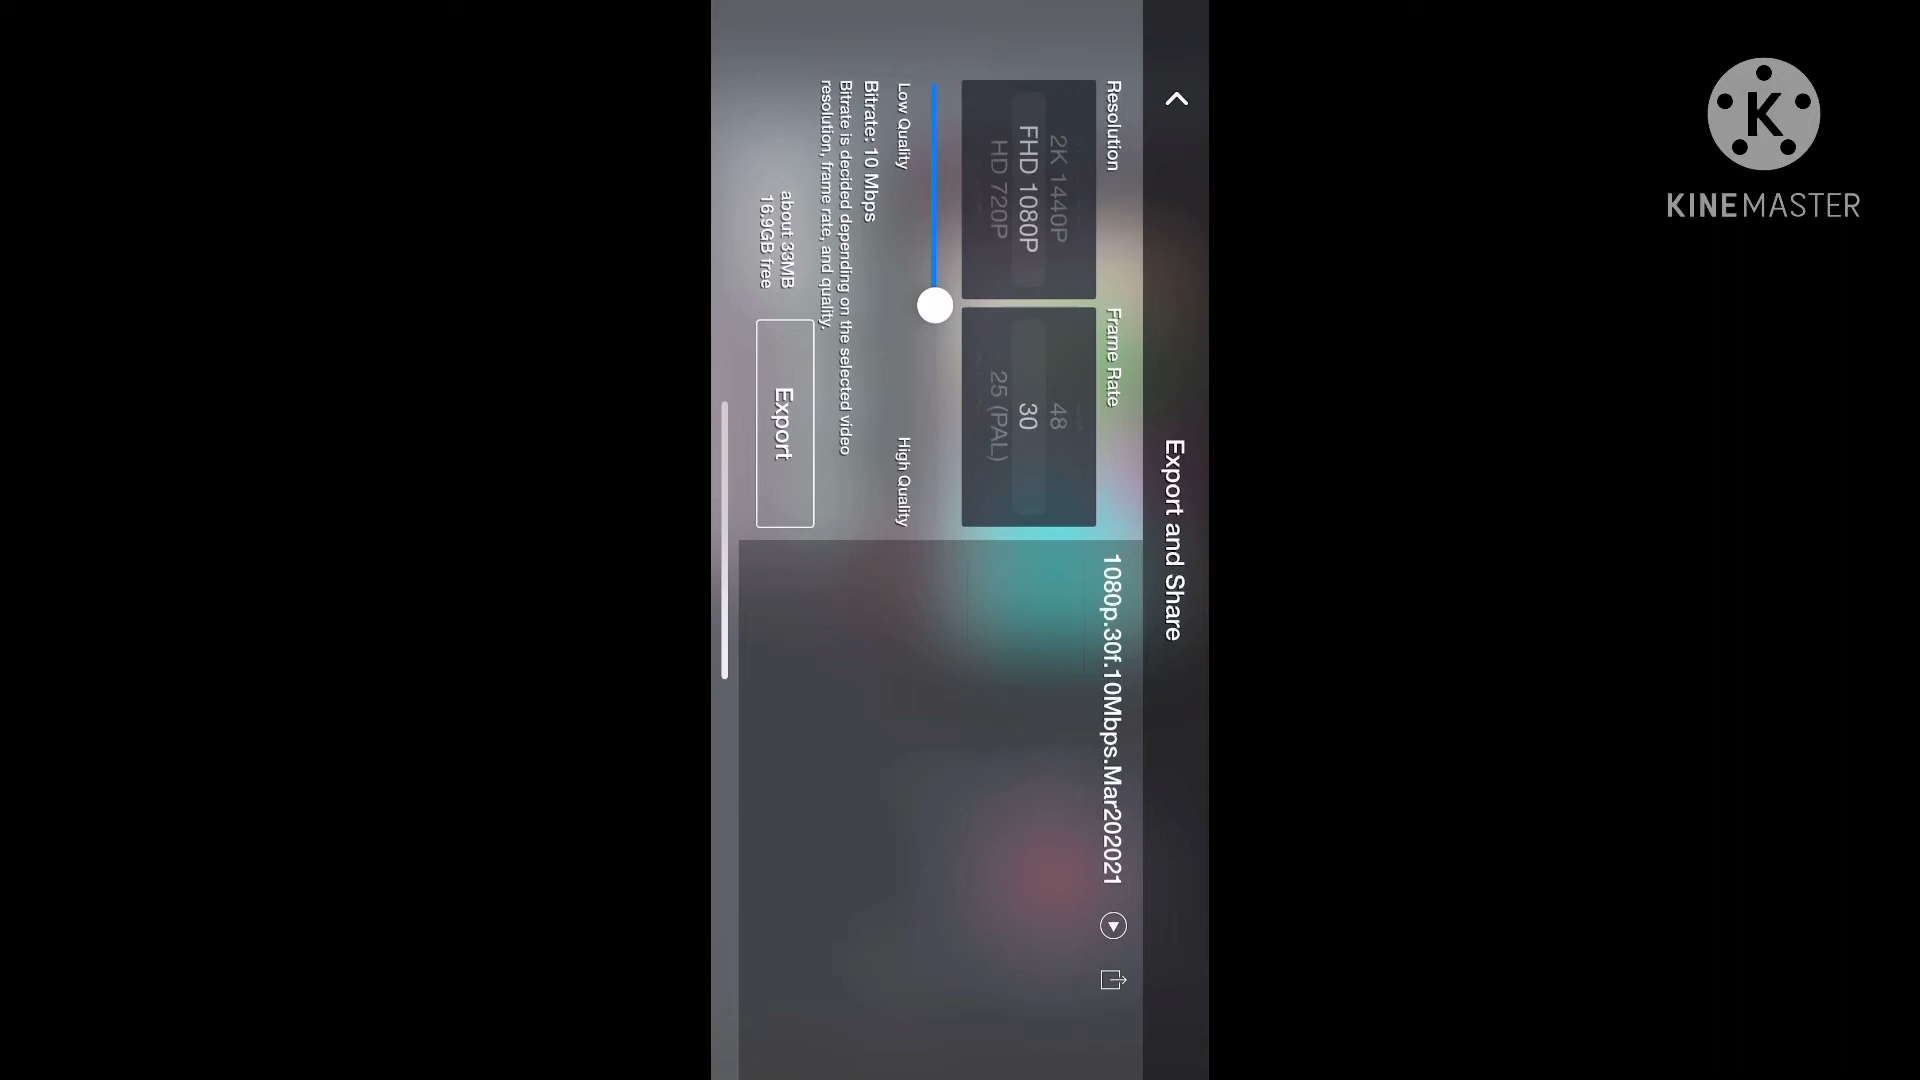 Export and Share
Resolution
2K 1440P
FHD 1080P
HD 720P
Frame Rate
48
30
25 (PAL)
Low Quality
High Quality
Bitrate: 10 Mbps
Bitrate is decided depending on the selected video
resolution, frame rate, and quality.
about 33MB
16,9GB free
Export
1080p.30f.10Mbps.Mar202021
K
KINEMASTER